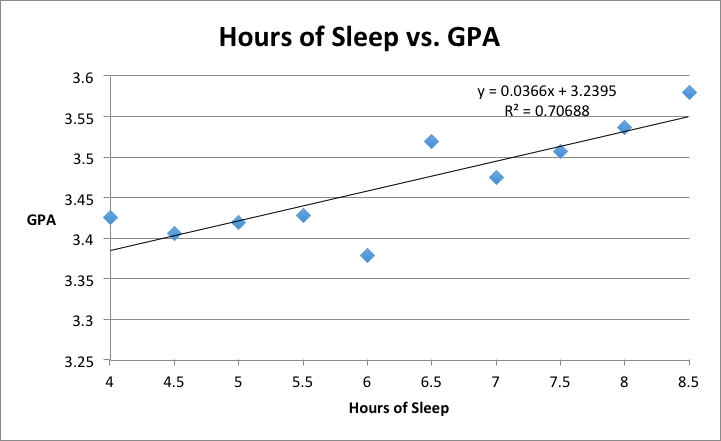 Hours of Sleep vs. GPA
y = 0.0366x + 3.2395
R² = 0.70688
3.6
3.55
3.5
3.45
3.4
3.35
3.3
3.25
GPA
4 4.5 5 5.5 6 6.5 7 7.5 8 8.5
Hours of Sleep